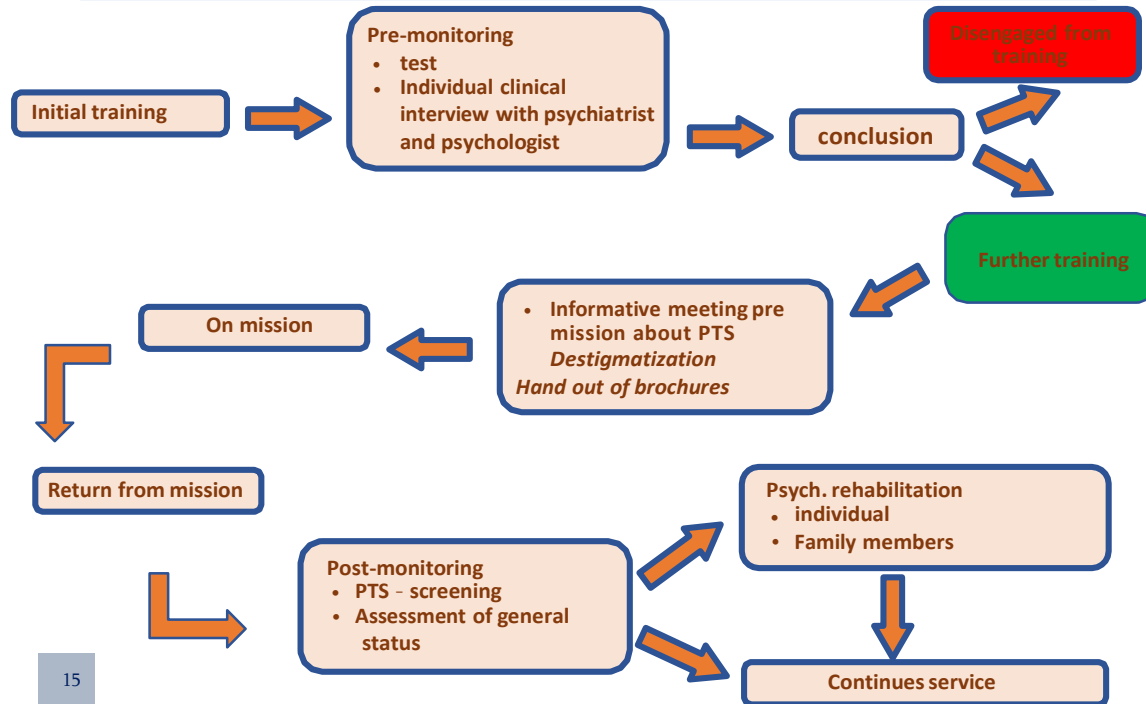 Pre-monitoring
• test
• Individual clinical
interview with psychiatrist
and psychologist
Disengaged from
training
Initial training
conclusion
Further training
• Informative meeting pre
mission about PTS
Destigmatization
Hand out of brochures
On mission
Return from mission
Post-monitoring
• PTS - screening
• Assessment of general
status
Psych. rehabilitation
• individual
• Family members
Continues service
15